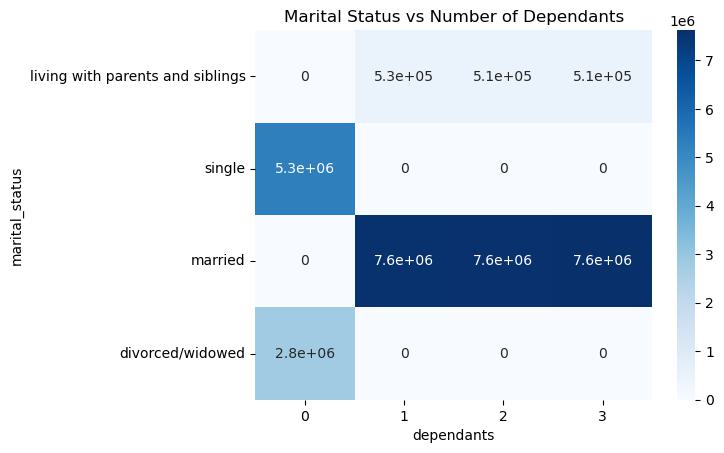 Marital Status vs Number of Dependants
1e6
living with parents and siblings
0 5.3e+05 5.1e+05 5.1e+05
single
5.3e+06 0 0 0
married
0 7.6e+06 7.6e+06 7.6e+06
divorced/widowed
2.8e+06 0 0 0
marital_status
0 1 2 3
dependants
7
6
5
4
3
2
1
0